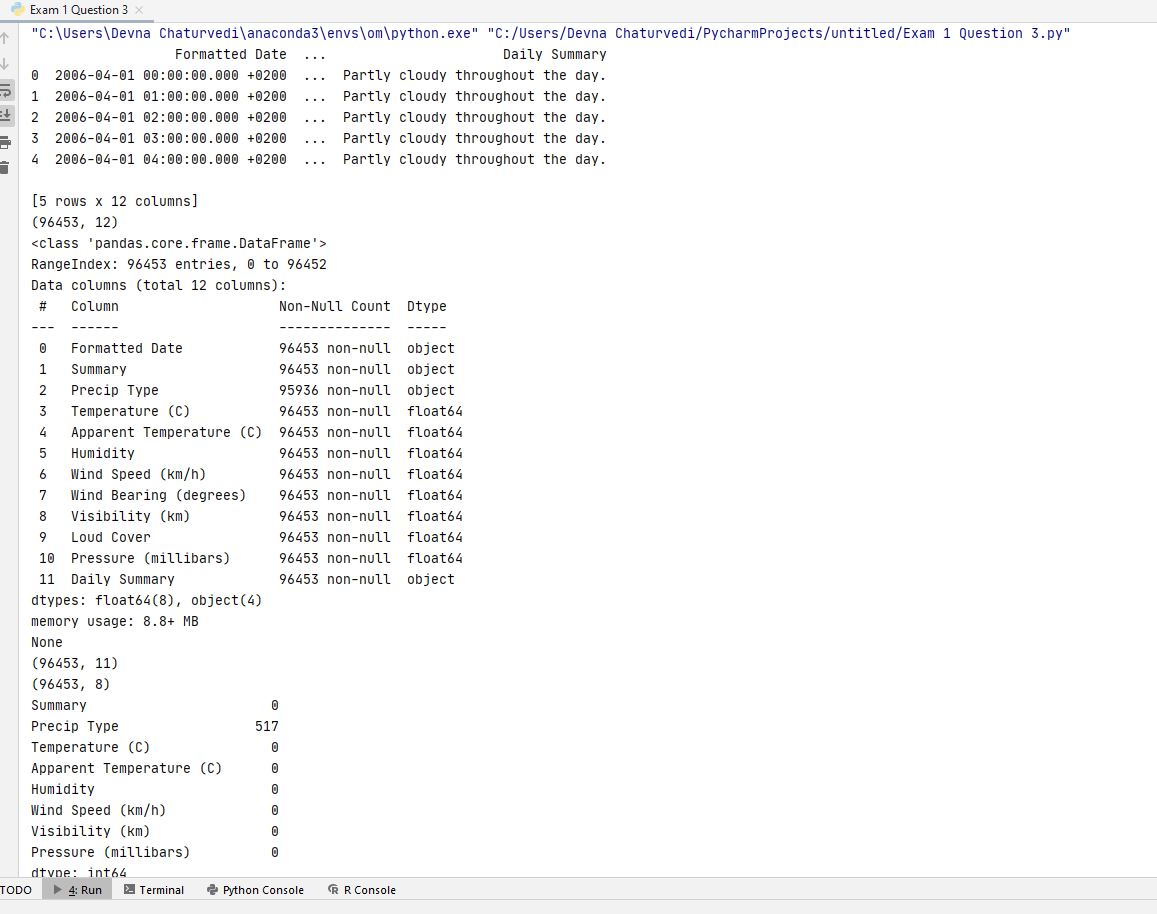 Exam 1 Question 3
"C:\Users\Devna Chaturvedi\anaconda3\envs\om\python.exe" "C:/Users/Devna Chaturvedi/PycharmProjects/untitled/Exam 1 Question 3.py"
Formatted Date ... Daily Summary
0 2006-04-01 00:00:00.000 +0200 ... Partly cloudy throughout the day.
1 2006-04-01 01:00:00.000 +0200 ... Partly cloudy throughout the day.
2 2006-04-01 02:00:00.000 +0200 ... Partly cloudy throughout the day.
3 2006-04-01 03:00:00.000 +0200 ... Partly cloudy throughout the day.
4 2006-04-01 04:00:00.000 +0200 ... Partly cloudy throughout the day.
[5 rows x 12 columns]
(96453, 12)
<class 'pandas.core.frame.DataFrame'>
RangeIndex: 96453 entries, 0 to 96452
Data columns (total 12 columns):
# Column Non-Null Count Dtype
--- ------ -------------- -----
0 Formatted Date 96453 non-null object
1 Summary 96453 non-null object
2 Precip Type 95936 non-null object
3 Temperature (C) 96453 non-null float64
4 Apparent Temperature (C) 96453 non-null float64
5 Humidity 96453 non-null float64
6 Wind Speed (km/h) 96453 non-null float64
7 Wind Bearing (degrees) 96453 non-null float64
8 Visibility (km) 96453 non-null float64
9 Loud Cover 96453 non-null float64
10 Pressure (millibars) 96453 non-null float64
11 Daily Summary 96453 non-null object
dtypes: float64(8), object(4)
memory usage: 8.8+ MB
None
(96453, 11)
(96453, 8)
Summary 0
Precip Type 517
Temperature (C) 0
Apparent Temperature (C) 0
Humidity 0
Wind Speed (km/h) 0
Visibility (km) 0
Pressure (millibars) 0
dtype: int64
TODO 4: Run Terminal Python Console R Console